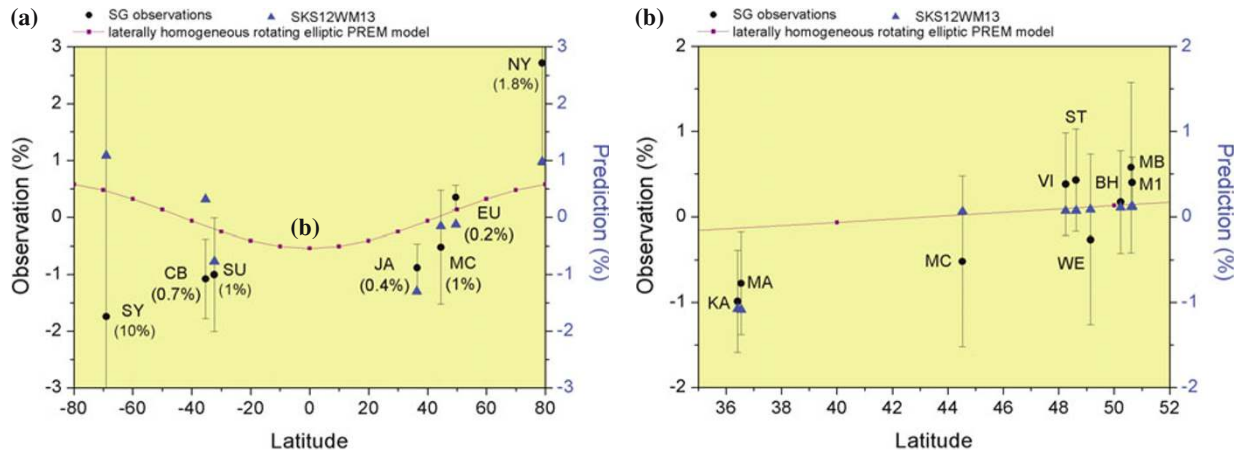 (a)
SG observations
SKS12WM13
laterally homogeneous rotating elliptic PREM model
3
2
1
0
-1
-2
-3
Observation (%)
3
2
1
0
-1
-2
-3
Prediction (%)
-80
-60
-40
-20
0
20
40
60
80
Latitude
NY
(1.8%)
(b)
EU
(0.2%)
CB
(0.7%)
SU
(1%)
JA
(0.4%)
MC
(1%)
SY
(10%)
(b)
SG observations
SKS12WM13
laterally homogeneous rotating elliptic PREM model
2
1
0
-1
-2
Observation (%)
2
1
0
-1
-2
Prediction (%)
36
38
40
42
44
46
48
50
52
Latitude
ST
VI
BH
MB
M1
WE
MC
KA
MA